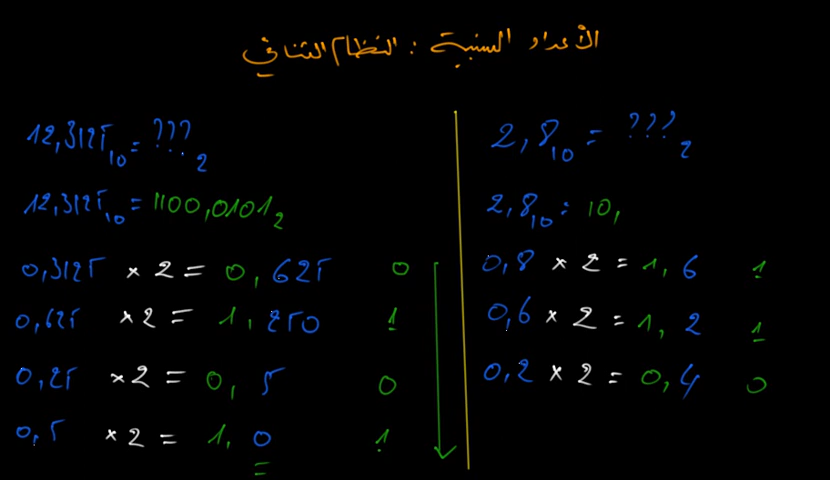 الأعداد النسبية : النظام الثنائي
12,3125₁₀ = ???₂
12,3125₁₀ = 1100,0101₂
0,3125 × 2 = 0,625 0
0,625 × 2 = 1,250 1
0,25 × 2 = 0,5 0
0,5 × 2 = 1,0 1
2,8₁₀ = ???₂
2,8₁₀ = 10,
0,8 × 2 = 1,6 1
0,6 × 2 = 1,2 1
0,2 × 2 = 0,4 0